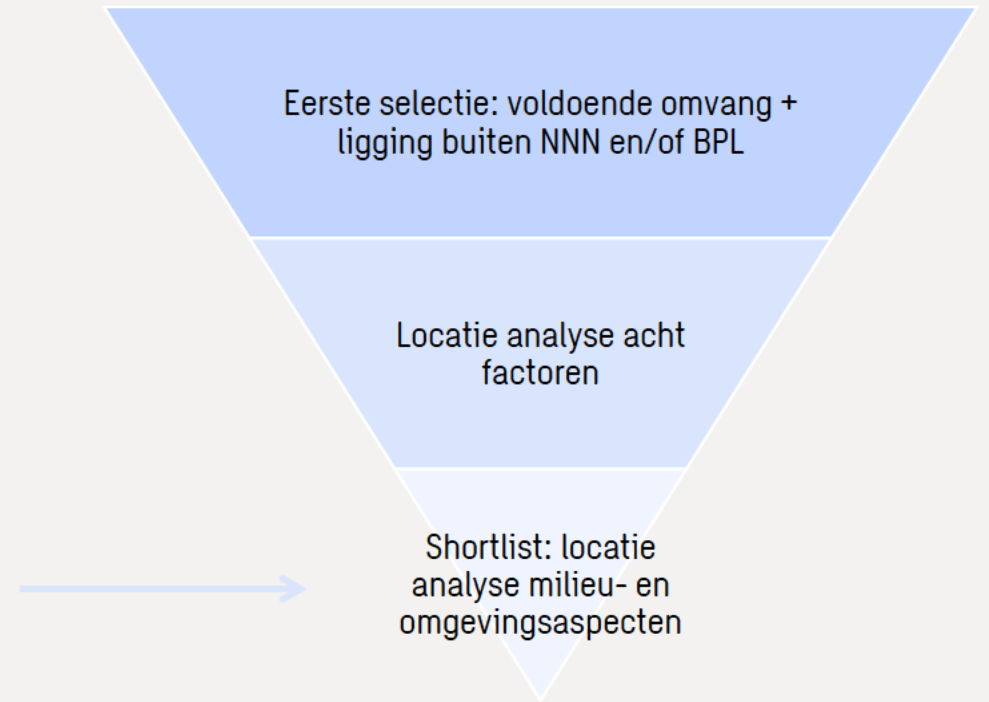 Eerste selectie: voldoende omvang +
ligging buiten NNN en/of BPL
Locatie analyse acht
factoren
Shortlist: locatie
analyse milieu- en
omgevingsaspecten